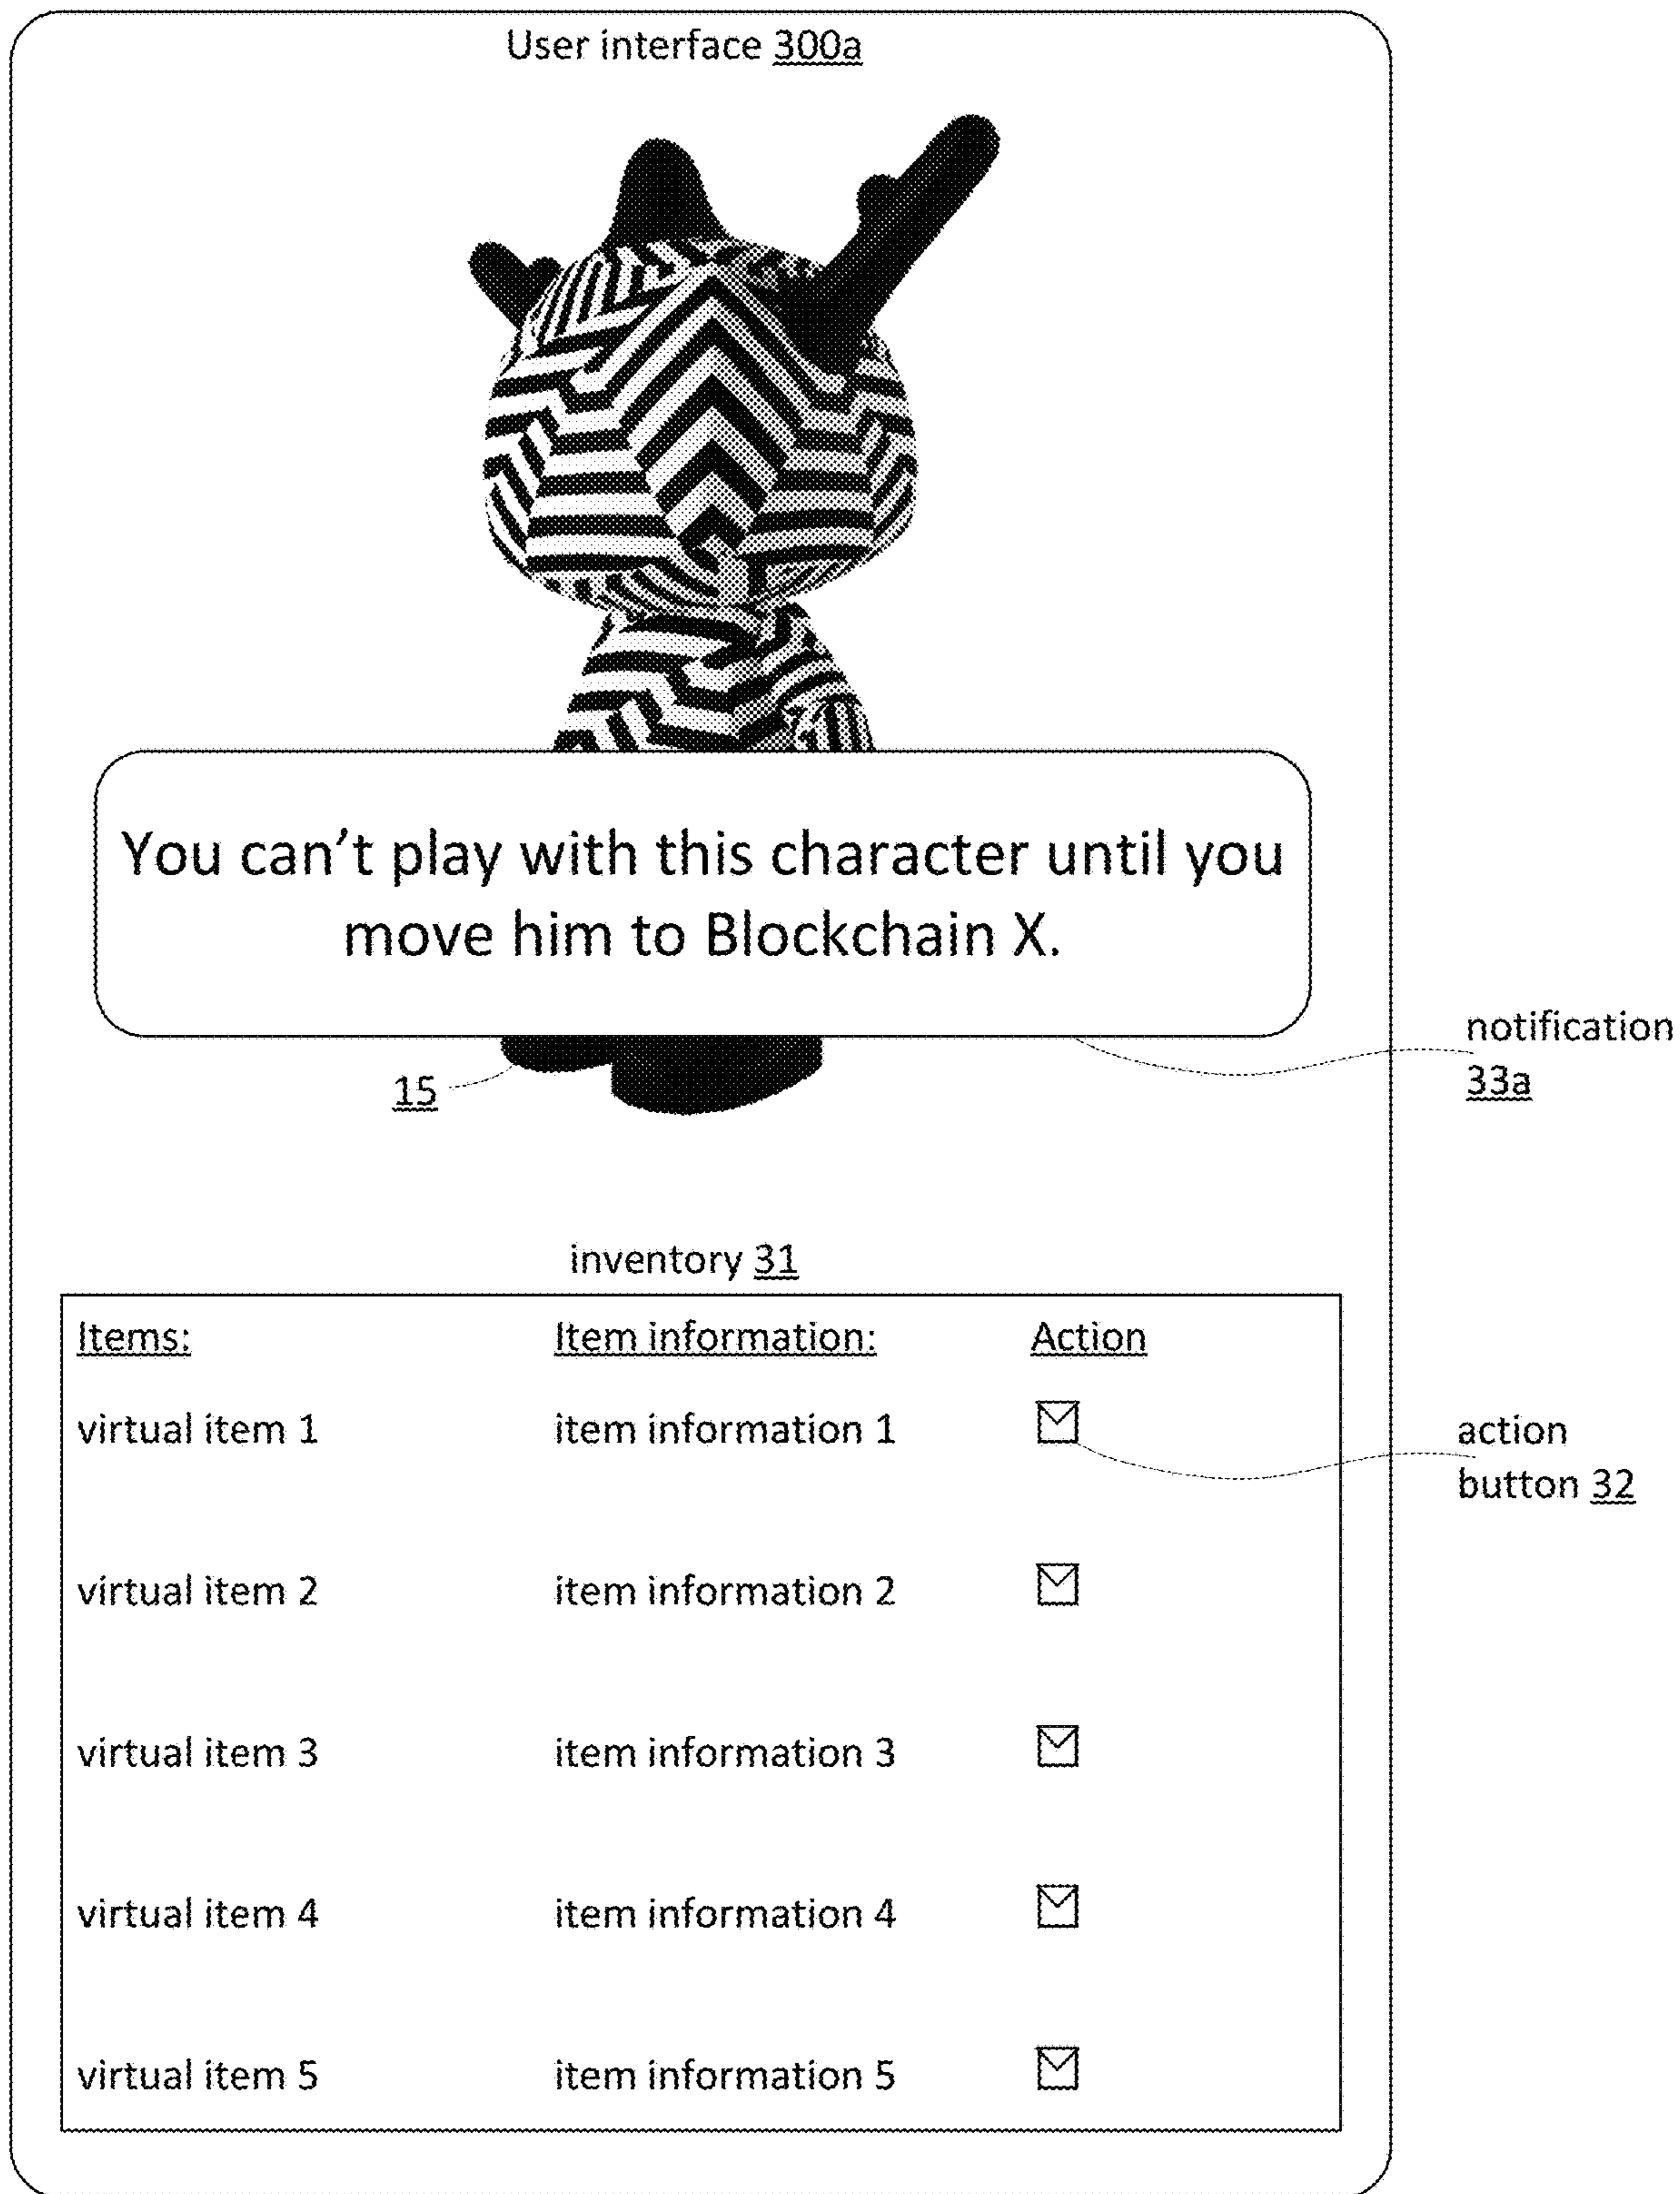 User interface 300a
You can't play with this character until you
move him to Blockchain X.
notification
33a
15
inventory 31
Items: Item information: Action
virtual item 1 item information 1
action
button 32
virtual item 2 item information 2
virtual item 3 item information 3
virtual item 4 item information 4
virtual item 5 item information 5